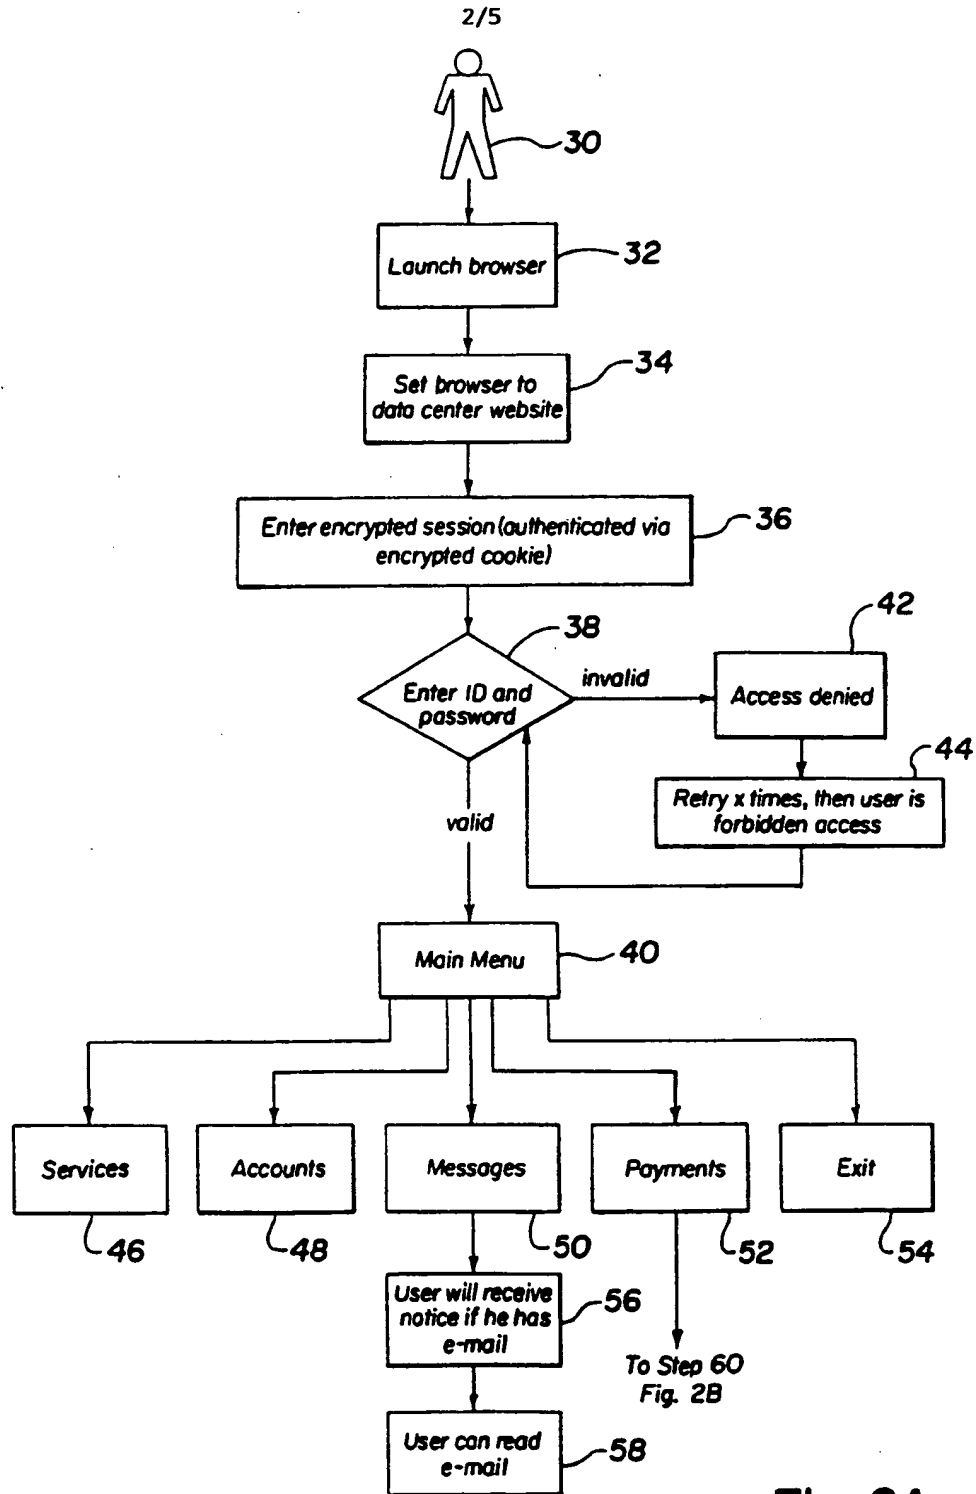 2/5
30
Launch browser
32
Set browser to
data center website
34
Enter encrypted session (authenticated via
encrypted cookie)
36
38
Enter ID and
password
invalid
42
Access denied
44
Retry x times, then user is
forbidden access
valid
Main Menu
40
Services
Accounts
Messages
Payments
Exit
46
48
50
52
54
User will receive
notice if he has
e-mail
56
To Step 60
Fig. 2B
User can read
e-mail
58